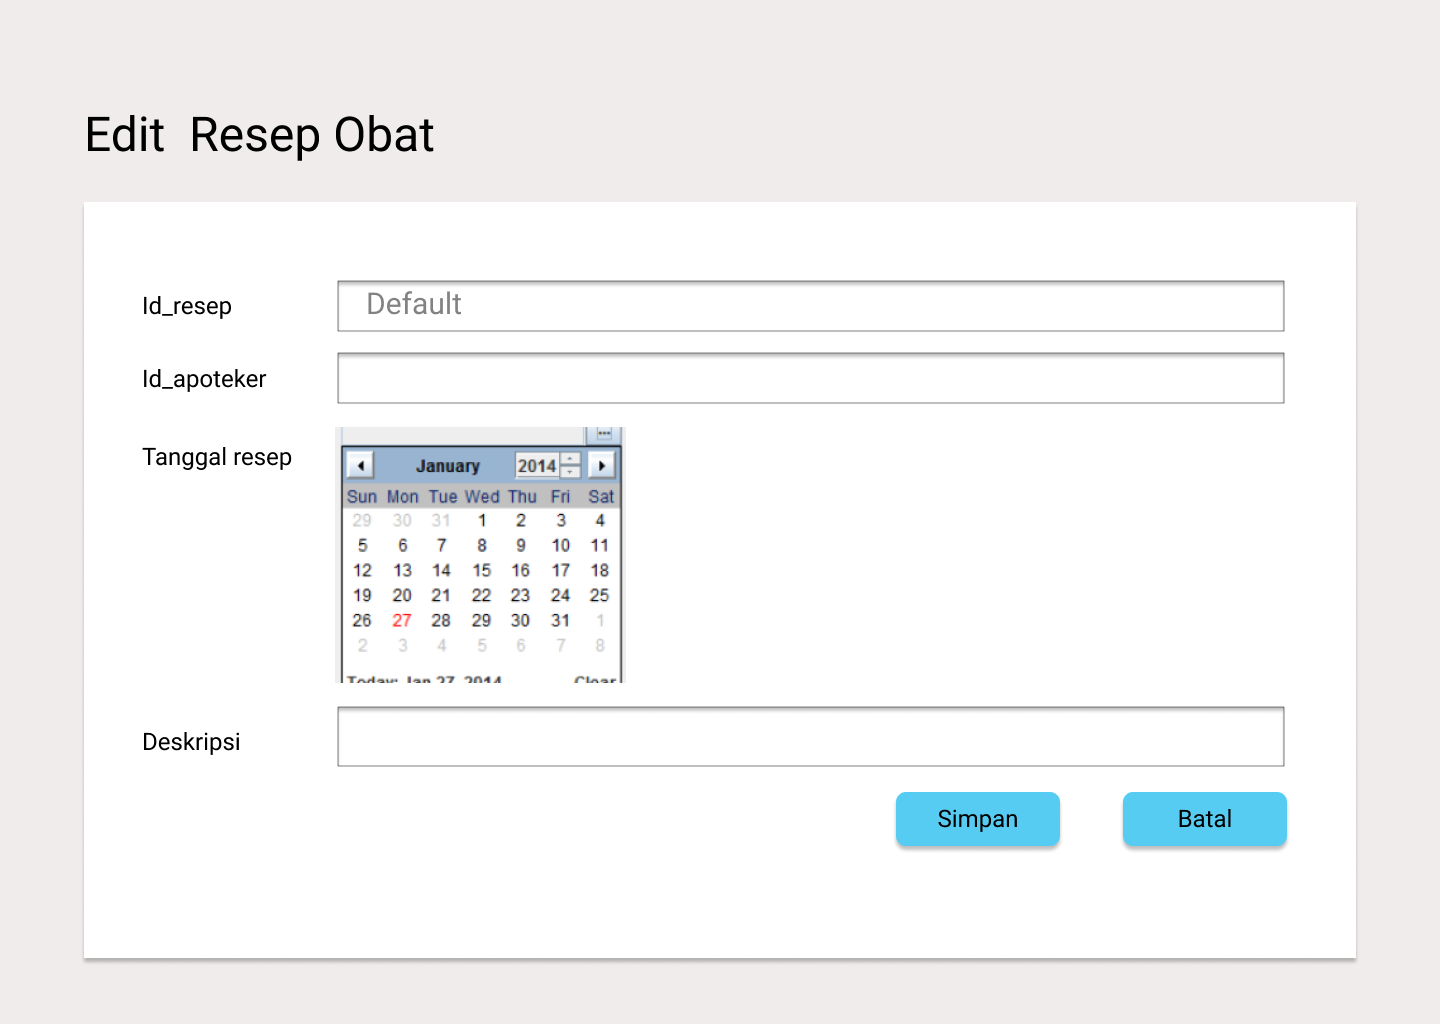 Edit Resep Obat
Id_resep Default
Id_apoteker
Tanggal resep
January 2014
Sun Mon Tue Wed Thu Fri Sat
29 30 31 1 2 3 4
5 6 7 8 9 10 11
12 13 14 15 16 17 18
19 20 21 22 23 24 25
26 27 28 29 30 31 1
2 3 4 5 6 7 8
Today: Jan 27, 2014 Clear
Deskripsi
Simpan Batal